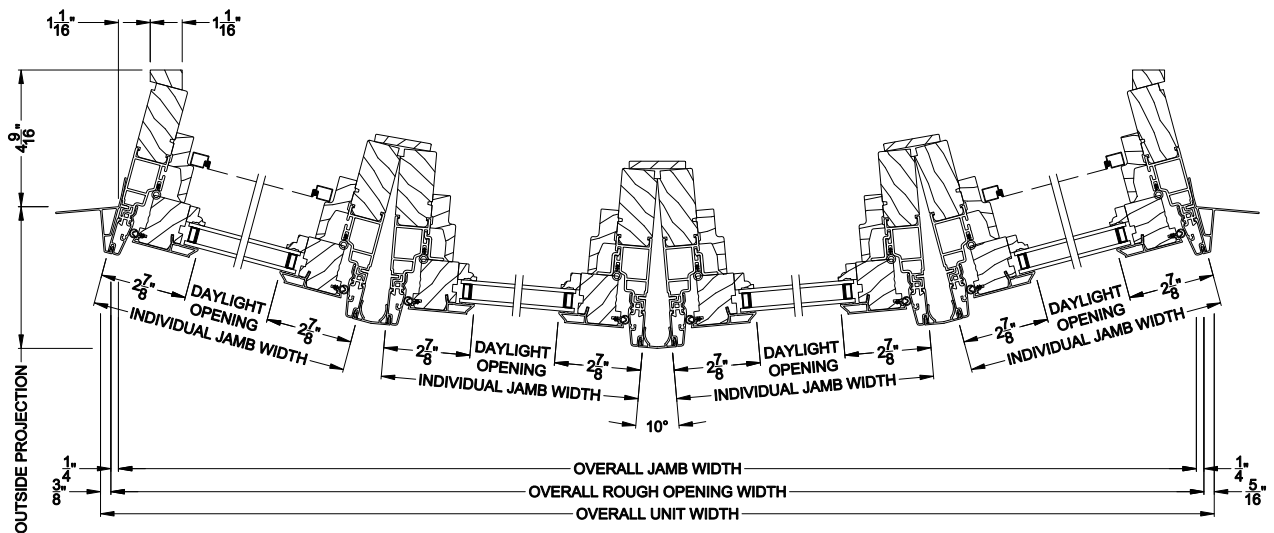 1 1/16" 1 1/16"
4 9/16"
2 7/8" DAYLIGHT OPENING 2 7/8"
INDIVIDUAL JAMB WIDTH
2 7/8" DAYLIGHT OPENING 2 7/8"
INDIVIDUAL JAMB WIDTH
2 7/8" DAYLIGHT OPENING 2 7/8"
INDIVIDUAL JAMB WIDTH
2 7/8" DAYLIGHT OPENING 2 7/8"
INDIVIDUAL JAMB WIDTH
10°
OUTSIDE PROJECTION
1/4" OVERALL JAMB WIDTH 1/4"
3/8" OVERALL ROUGH OPENING WIDTH 5/16"
OVERALL UNIT WIDTH